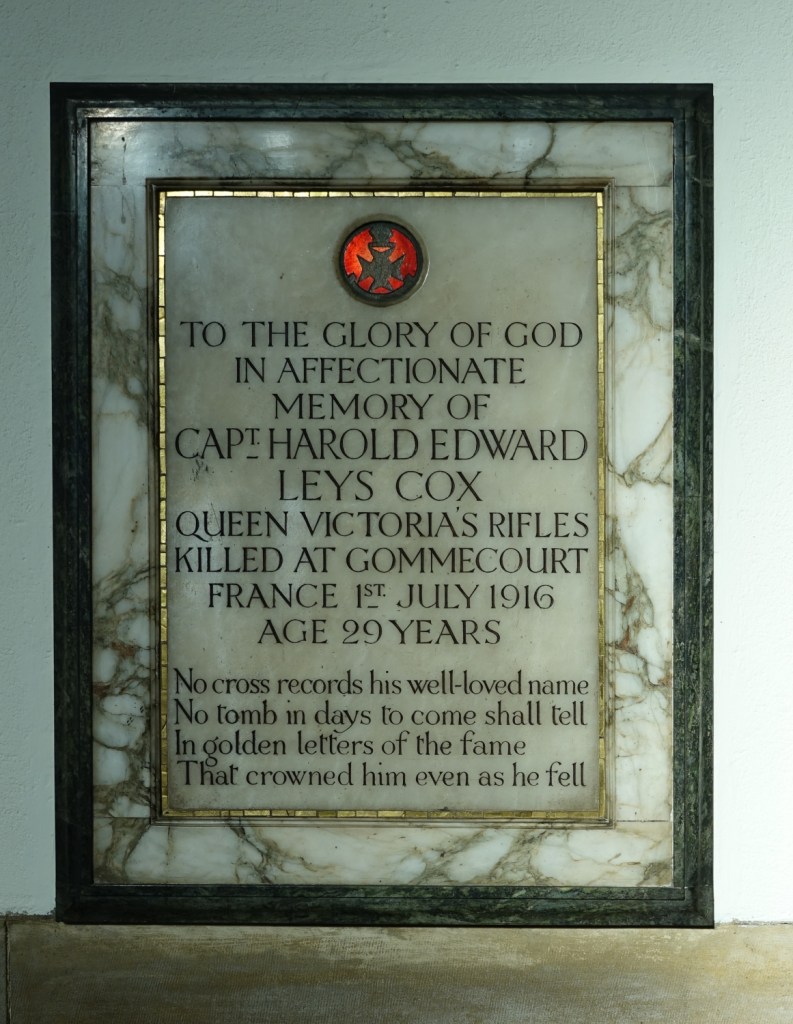 TO THE GLORY OF GOD
IN AFFECTIONATE
MEMORY OF
CAPT. HAROLD EDWARD
LEYS COX
QUEEN VICTORIA'S RIFLES
KILLED AT GOMMECOURT
FRANCE 1ST. JULY 1916
AGE 29 YEARS
No cross records his well-loved name
No tomb in days to come shall tell
In golden letters of the fame
That crowned him even as he fell